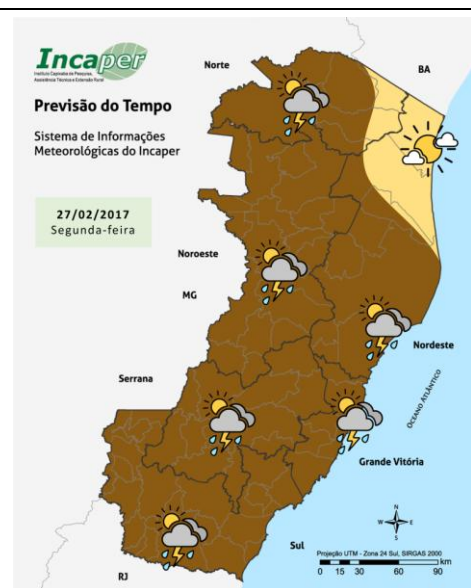 Incaper
Instituto Capixaba de Pesquisa,
Assistência Técnica e Extensão Rural
Previsão do Tempo
Sistema de Informações
Meteorológicas do Incaper
27/02/2017
Segunda-feira
Norte
BA
Noroeste
MG
Nordeste
Serrana
OCEANO ATLÂNTICO
Grande Vitória
Sul
RJ
N
W
E
S
Projeção UTM - Zona 24 Sul, SIRGAS 2000
km
0 15 30 60 90